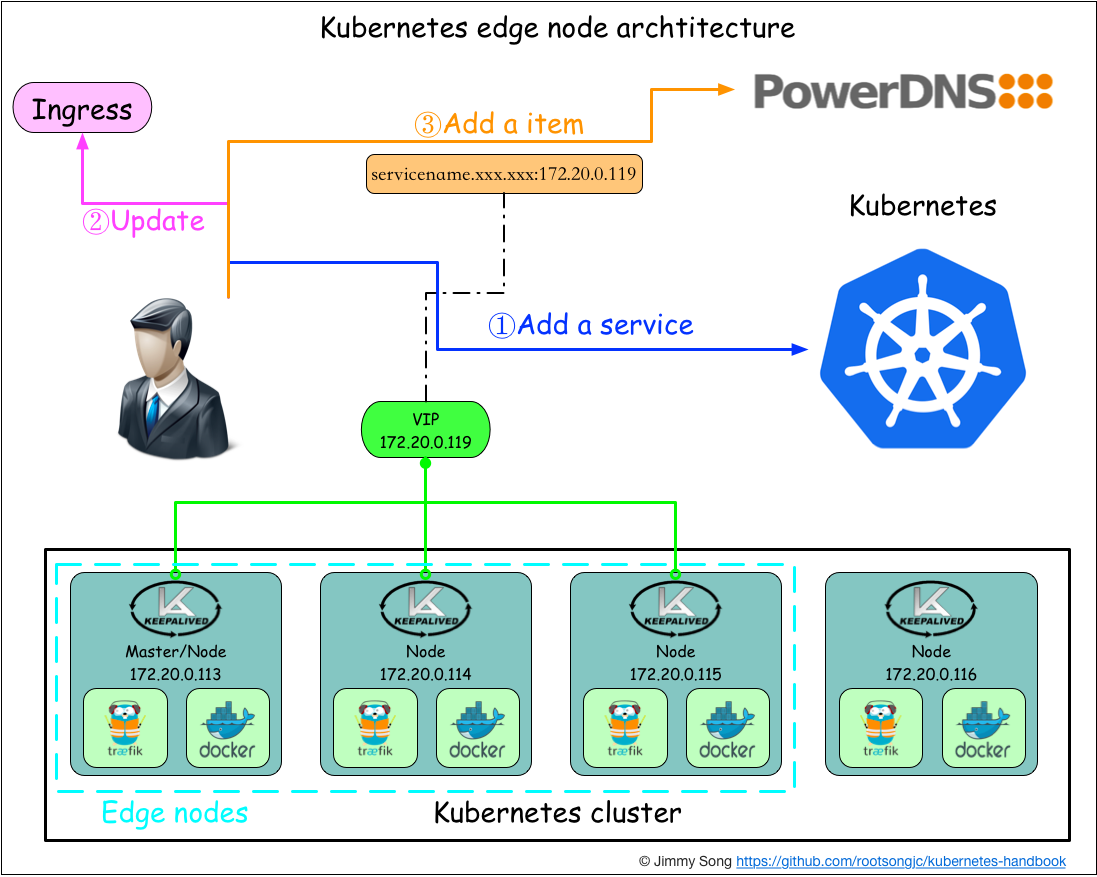 Kubernetes edge node archtitecture
PowerDNS
Ingress
③Add a item
servicename.xxx.xxx:172.20.0.119
②Update
Kubernetes
①Add a service
VIP
172.20.0.119
KEEPALIVED
Master/Node
172.20.0.113
træfik
docker
KEEPALIVED
Node
172.20.0.114
træfik
docker
KEEPALIVED
Node
172.20.0.115
træfik
docker
KEEPALIVED
Node
172.20.0.116
træfik
docker
Edge nodes
Kubernetes cluster
© Jimmy Song https://github.com/rootsongjc/kubernetes-handbook